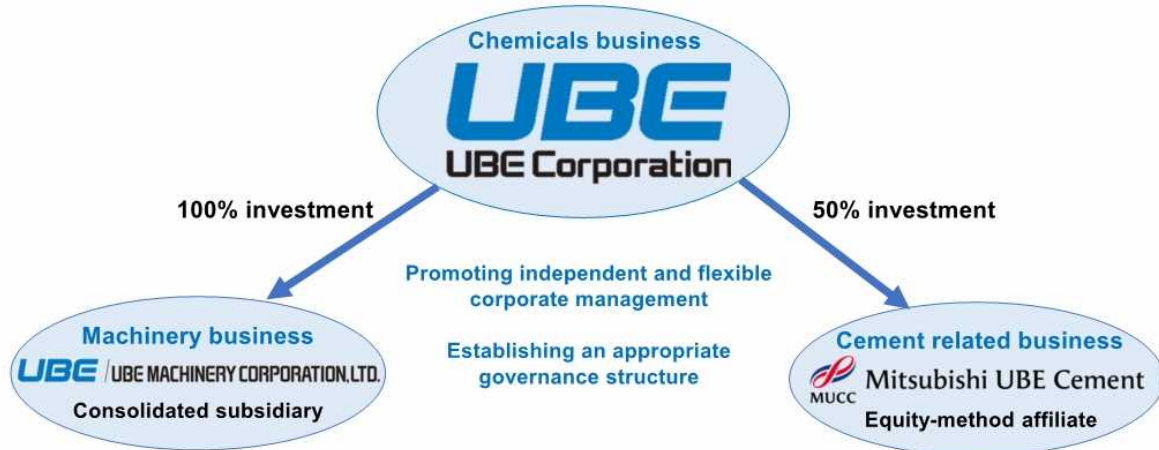 Chemicals business
UBE
UBE Corporation
100% investment
50% investment
Promoting independent and flexible
corporate management
Establishing an appropriate
governance structure
Machinery business
UBE | UBE MACHINERY CORPORATION,LTD.
Consolidated subsidiary
Cement related business
MUCC Mitsubishi UBE Cement
Equity-method affiliate